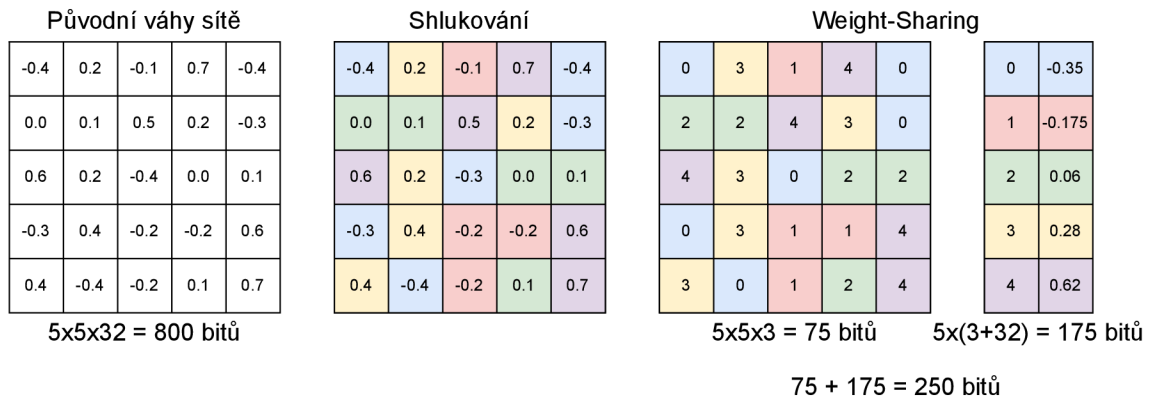 Původní váhy sítě
Shlukování
Weight-Sharing
-0.4 0.2 -0.1 0.7 -0.4
0.0 0.1 0.5 0.2 -0.3
0.6 0.2 -0.4 0.0 0.1
-0.3 0.4 -0.2 -0.2 0.6
0.4 -0.4 -0.2 0.1 0.7
5x5x32 = 800 bitů
-0.4 0.2 -0.1 0.7 -0.4
0.0 0.1 0.5 0.2 -0.3
0.6 0.2 -0.3 0.0 0.1
-0.3 0.4 -0.2 -0.2 0.6
0.4 -0.4 -0.2 0.1 0.7
0 3 1 4 0
2 2 4 3 0
4 3 0 2 2
0 3 1 1 4
3 0 1 2 4
5x5x3 = 75 bitů
0 -0.35
1 -0.175
2 0.06
3 0.28
4 0.62
5x(3+32) = 175 bitů
75 + 175 = 250 bitů